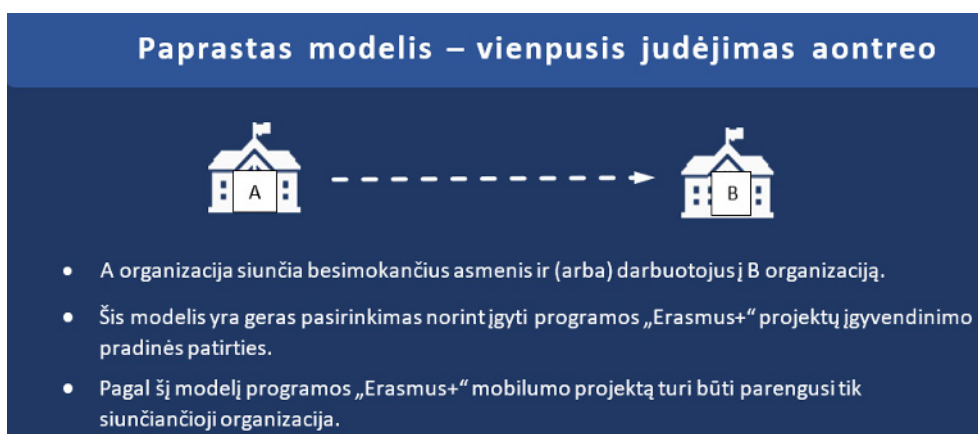 Paprastas modelis – vienpusis judėjimas aontreo
A
B
• A organizacija siunčia besimokančius asmenis ir (arba) darbuotojus į B organizaciją.
• Šis modelis yra geras pasirinkimas norint įgyti programos „Erasmus+“ projektų įgyvendinimo
pradinės patirties.
• Pagal šį modelį programos „Erasmus+“ mobilumo projektą turi būti parengusi tik
siunčiančioji organizacija.